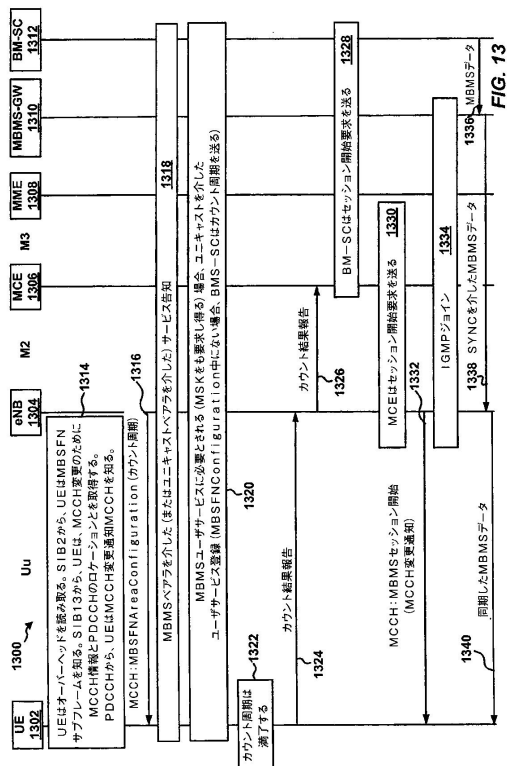 1300
UE
1302
Uu
eNB
1304
M2
MCE
1306
M3
MME
1308
MBMS-GW
1310
BM-SC
1312
1314
UEはオーバーヘッドを読み取る。SIB2から、UEはMBSFN
サブフレームを知る。SIB13から、UEは、MCCH変更のために
MCCH情報とPDCCHのロケーションとを取得する。
PDCCHから、UEはMCCH変更通知MCCHを知る。
1316
MCCH:MBSFNAreaConfiguration(カウント周期)
MBMSベアラを介した(またはユニキャストベアラを介した)サービス告知
1318
MBMSユーザサービスに必要とされる(MSKをも要求し得る)場合、ユニキャストを介した
ユーザサービス登録(MBSFNConfiguration中にない場合、BMS-SCはカウント周期を送る)
1320
1322
カウント周期は
満了する
カウント結果報告
1324
カウント結果報告
1326
BM-SCはセッション開始要求を送る
1328
MCEはセッション開始要求を送る
1330
1332
MCCH:MBMSセッション開始
(MCCH変更通知)
IGMPジョイン
1334
1336
MBMSデータ
1338
SYNCを介したMBMSデータ
同期したMBMSデータ
1340
FIG. 13